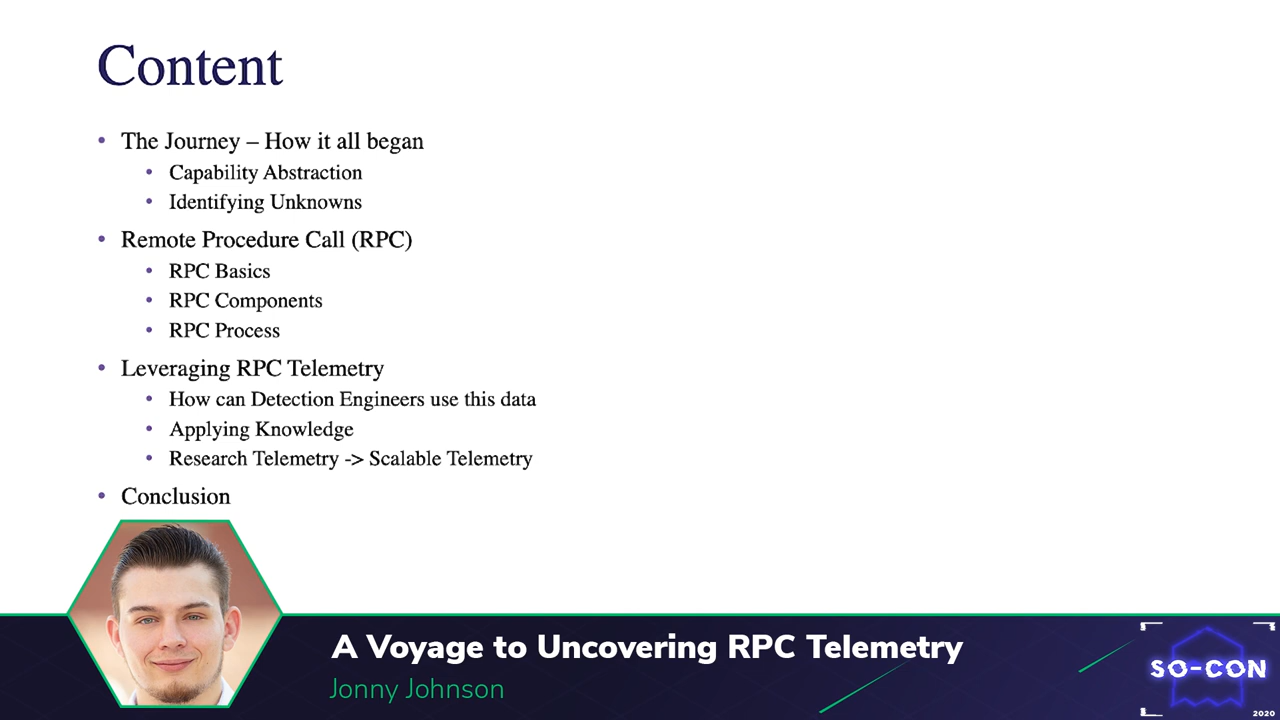 Content
• The Journey – How it all began
• Capability Abstraction
• Identifying Unknowns
• Remote Procedure Call (RPC)
• RPC Basics
• RPC Components
• RPC Process
• Leveraging RPC Telemetry
• How can Detection Engineers use this data
• Applying Knowledge
• Research Telemetry -> Scalable Telemetry
• Conclusion
A Voyage to Uncovering RPC Telemetry
Jonny Johnson
SO-CON
2020